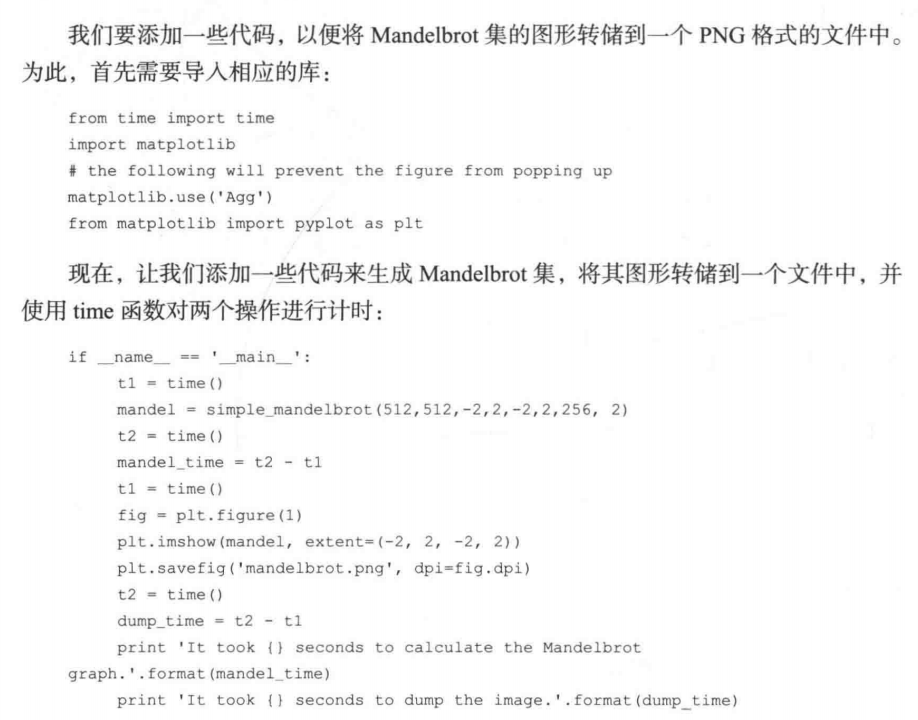 我们要添加一些代码，以便将 Mandelbrot 集的图形转储到一个 PNG 格式的文件中。
为此，首先需要导入相应的库：
from time import time
import matplotlib
# the following will prevent the figure from popping up
matplotlib.use('Agg')
from matplotlib import pyplot as plt
现在，让我们添加一些代码来生成 Mandelbrot 集，将其图形转储到一个文件中，并
使用 time 函数对两个操作进行计时：
if __name__ == '__main__':
t1 = time()
mandel = simple_mandelbrot(512,512,-2,2,-2,2,256, 2)
t2 = time()
mandel_time = t2 - t1
t1 = time()
fig = plt.figure(1)
plt.imshow(mandel, extent=(-2, 2, -2, 2))
plt.savefig('mandelbrot.png', dpi=fig.dpi)
t2 = time()
dump_time = t2 - t1
print 'It took {} seconds to calculate the Mandelbrot
graph.'.format(mandel_time)
print 'It took {} seconds to dump the image.'.format(dump_time)